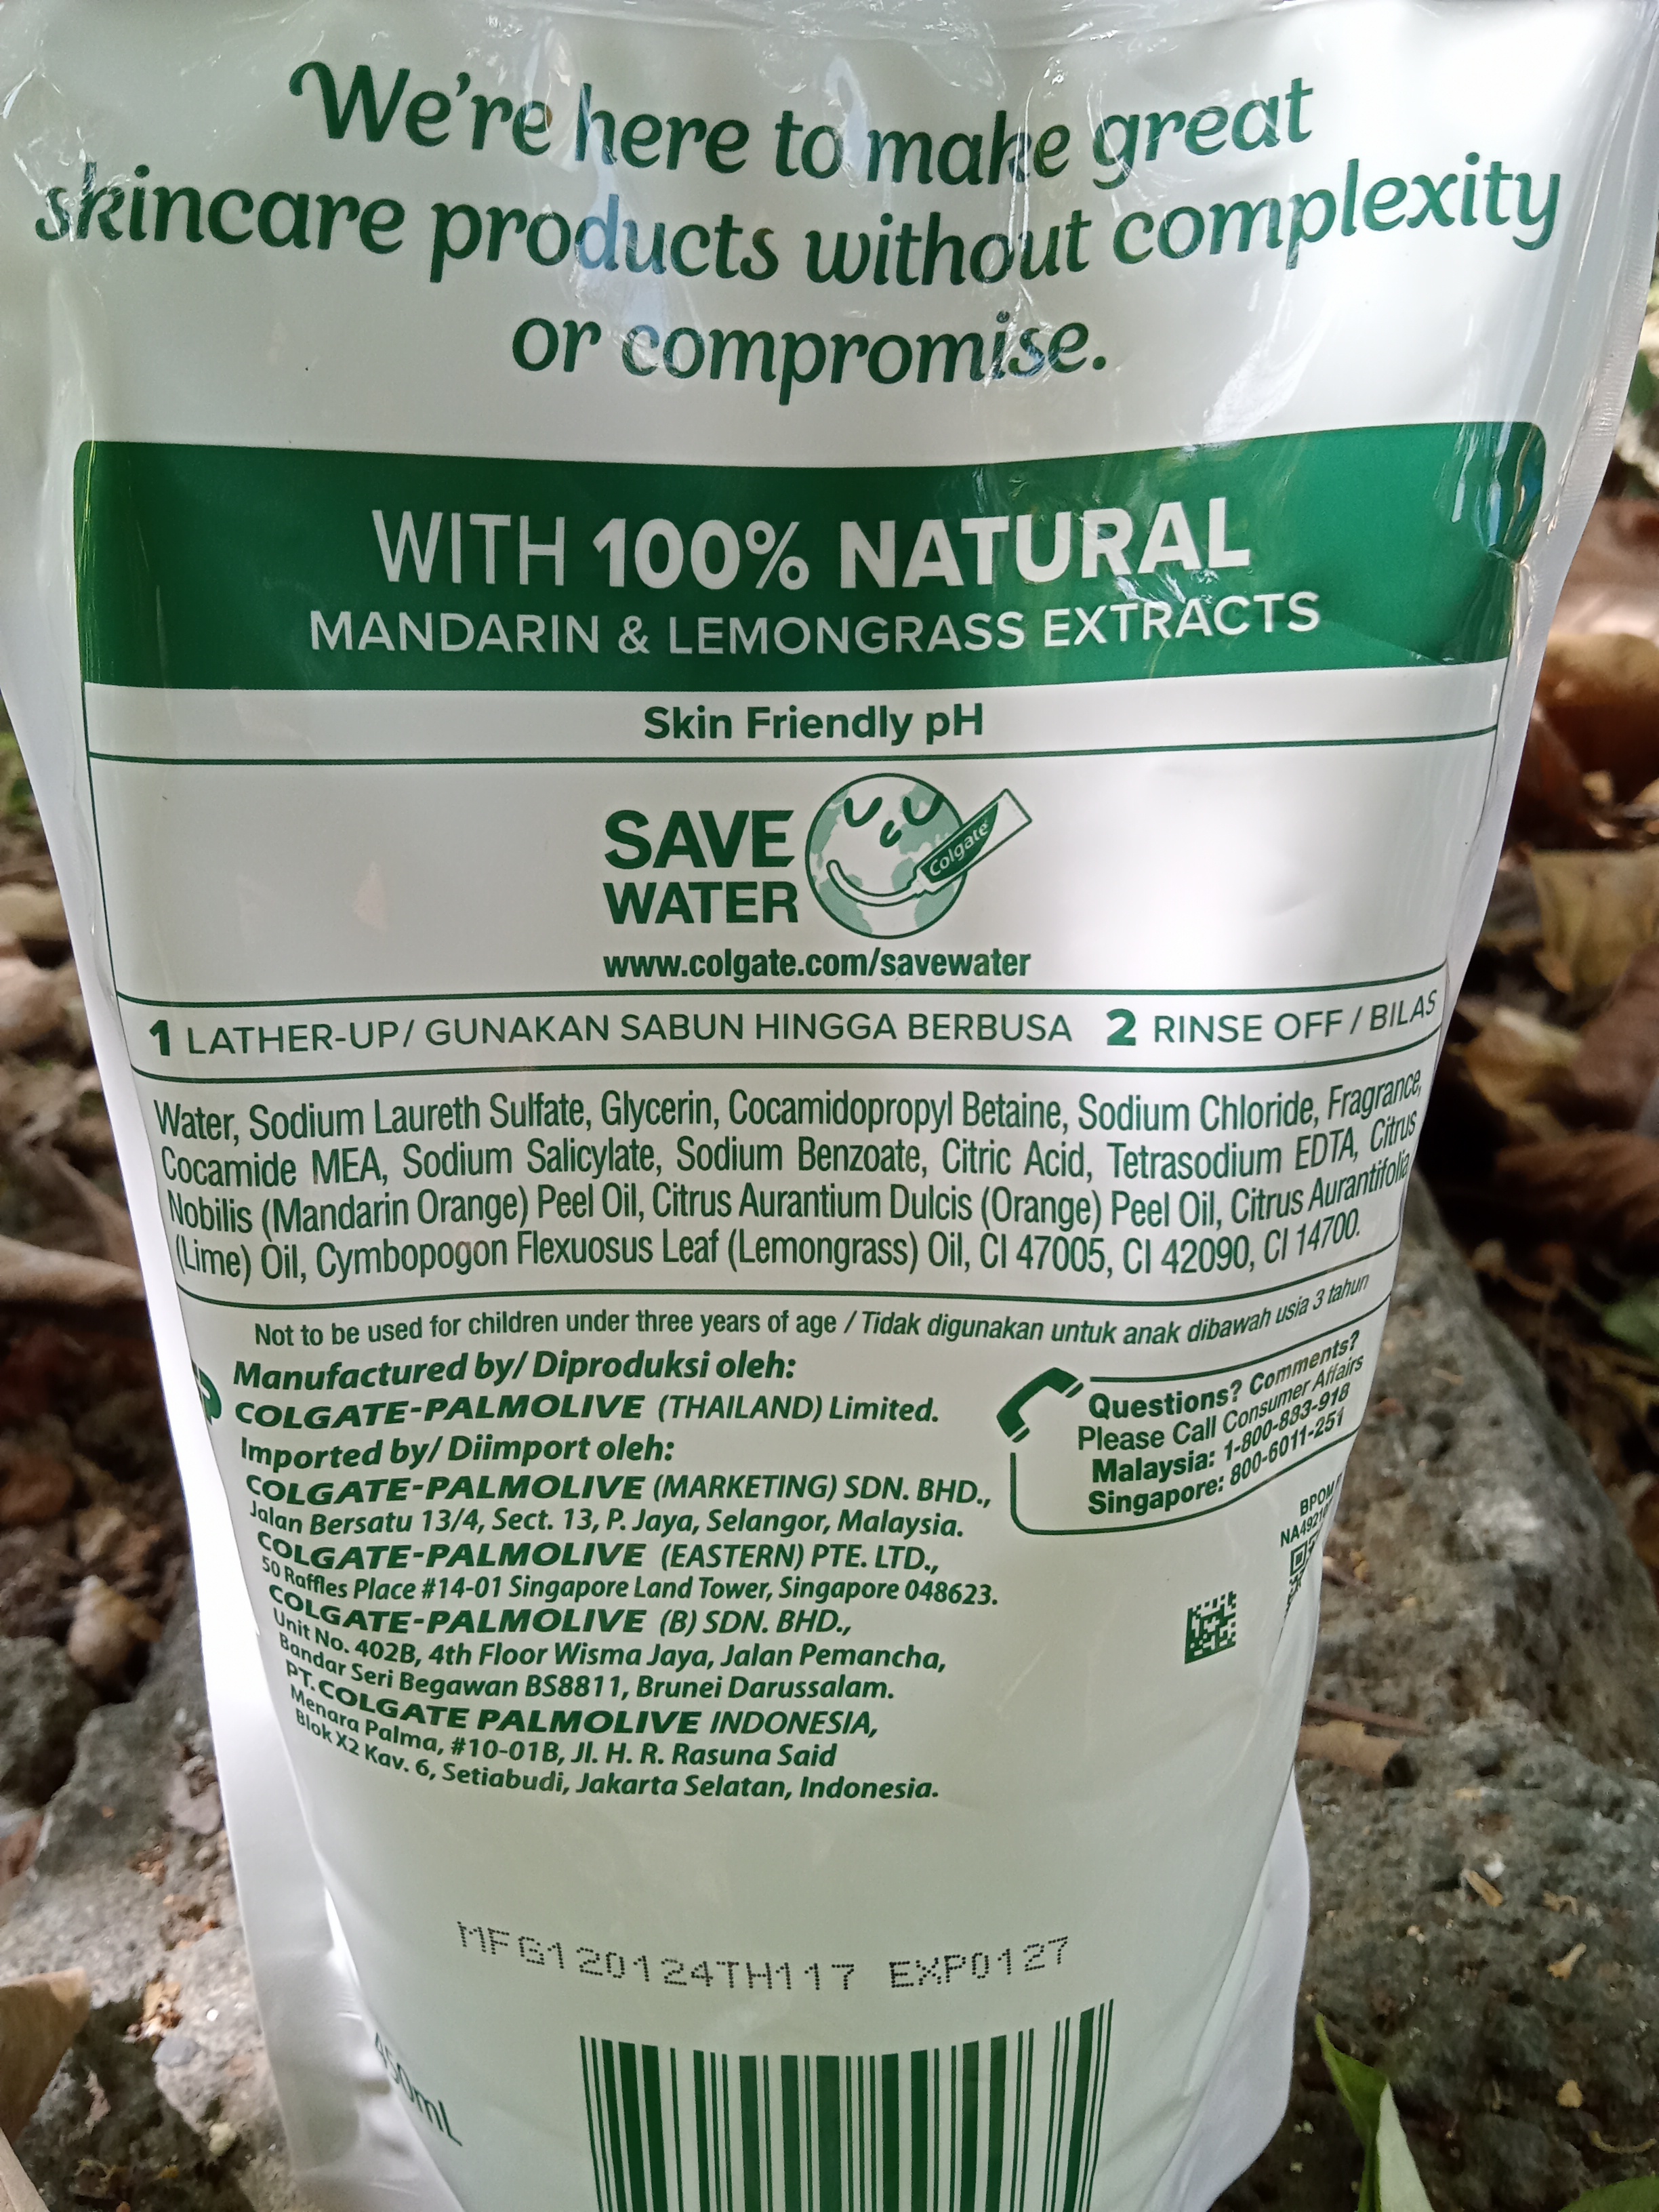 We're here to make great
skincare products without complexity
or compromise.
WITH 100% NATURAL
MANDARIN & LEMONGRASS EXTRACTS
Skin Friendly pH
SAVE
WATER
Colgate
www.colgate.com/savewater
1 LATHER-UP/ GUNAKAN SABUN HINGGA BERBUSA 2 RINSE OFF / BILAS
Water, Sodium Laureth Sulfate, Glycerin, Cocamidopropyl Betaine, Sodium Chloride, Fragrance,
Cocamide MEA, Sodium Salicylate, Sodium Benzoate, Citric Acid, Tetrasodium EDTA, Citrus
Nobilis (Mandarin Orange) Peel Oil, Citrus Aurantium Dulcis (Orange) Peel Oil, Citrus Aurantifolia
(Lime) Oil, Cymbopogon Flexuosus Leaf (Lemongrass) Oil, CI 47005, CI 42090, CI 14700.
Not to be used for children under three years of age / Tidak digunakan untuk anak dibawah usia 3 tahun
Manufactured by/ Diproduksi oleh:
COLGATE-PALMOLIVE (THAILAND) Limited.
Imported by/ Diimport oleh:
COLGATE-PALMOLIVE (MARKETING) SDN. BHD.,
Jalan Bersatu 13/4, Sect. 13, P. Jaya, Selangor, Malaysia.
COLGATE-PALMOLIVE (EASTERN) PTE. LTD.,
50 Raffles Place #14-01 Singapore Land Tower, Singapore 048623.
COLGATE-PALMOLIVE (B) SDN. BHD.,
Unit No. 402B, 4th Floor Wisma Jaya, Jalan Pemancha,
Bandar Seri Begawan BS8811, Brunei Darussalam.
PT. COLGATE PALMOLIVE INDONESIA,
Menara Palma, #10-01B, Jl. H. R. Rasuna Said
Blok X2 Kav. 6, Setiabudi, Jakarta Selatan, Indonesia.
Questions? Comments?
Please Call Consumer Affairs
Malaysia: 1-800-883-918
Singapore: 800-6011-251
BPOM
MFG120124TH117 EXP0127
450ml